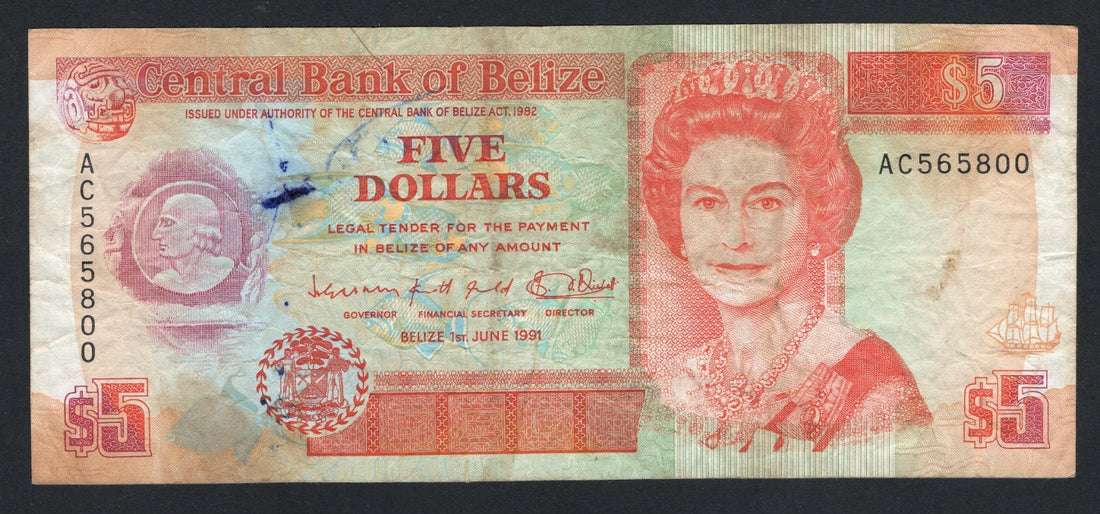 Central Bank of Belize
$5
ISSUED UNDER AUTHORITY OF THE CENTRAL BANK OF BELIZE ACT, 1982
FIVE
DOLLARS
AC565800
AC565800
LEGAL TENDER FOR THE PAYMENT
IN BELIZE OF ANY AMOUNT
GOVERNOR FINANCIAL SECRETARY DIRECTOR
BELIZE 1ST. JUNE 1991
$5
$5